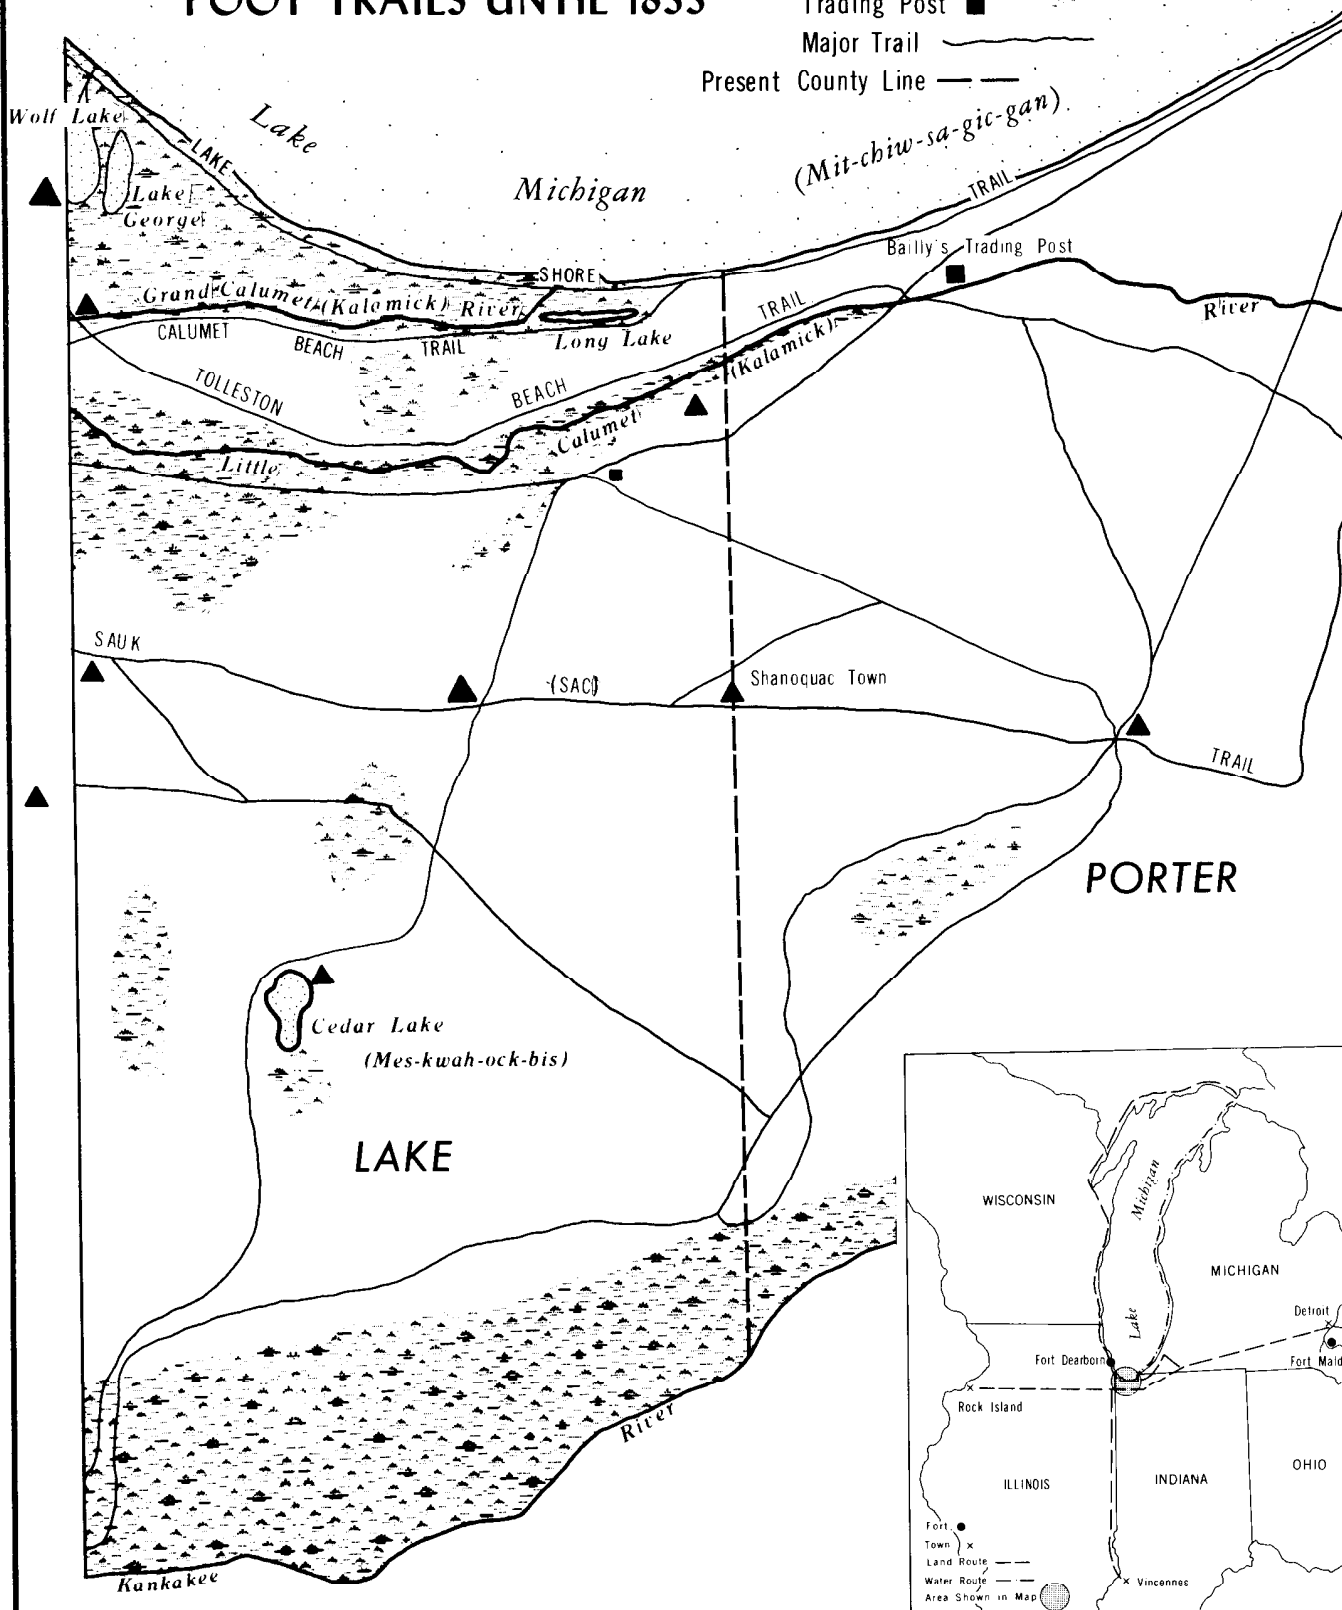 FOOT TRAILS UNTIL 1833
Trading Post
Major Trail
Present County Line
Wolf Lake
Lake
Michigan
(Mit-chiw-sa-gic-gan)
LAKE
SHORE
TRAIL
Lake
George
Bailly's Trading Post
Grand Calumet (Kalamick) River
Long Lake
River
CALUMET
BEACH
TRAIL
TOLLESTON
BEACH
TRAIL
Little
Calumet
(Kalamick)
SAUK
(SAC)
TRAIL
Shanoquac Town
PORTER
Cedar Lake
(Mes-kwah-ock-bis)
LAKE
Kankakee
River
WISCONSIN
Michigan
Lake
MICHIGAN
Detroit
Fort Dearborn
Fort Mald
Rock Island
ILLINOIS
INDIANA
OHIO
Vincennes
Fort
Town
Land Route
Water Route
Area Shown in Map